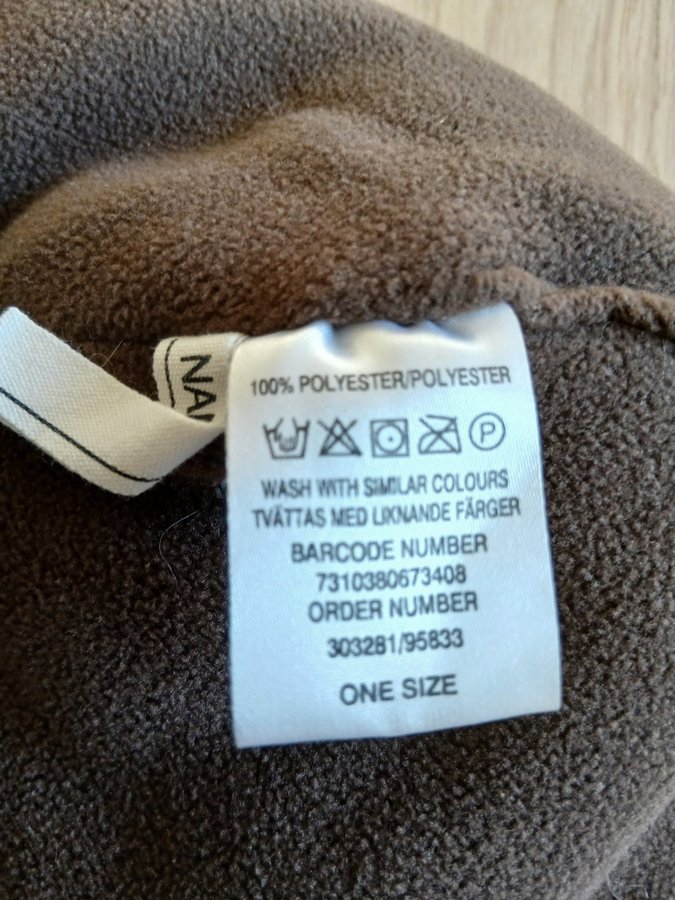 NA
100% POLYESTER/POLYESTER
P
WASH WITH SIMILAR COLOURS
TVÄTTAS MED LIKNANDE FÄRGER
BARCODE NUMBER
7310380673408
ORDER NUMBER
303281/95833
ONE SIZE